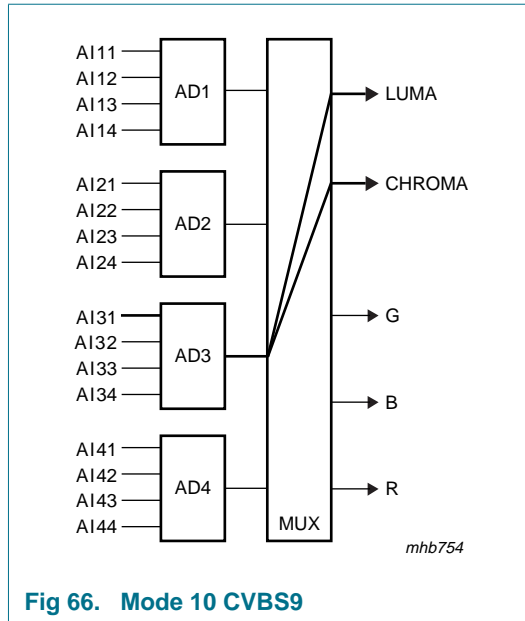 AI11
AI12
AI13
AI14
AD1
AI21
AI22
AI23
AI24
AD2
AI31
AI32
AI33
AI34
AD3
AI41
AI42
AI43
AI44
AD4
MUX
LUMA
CHROMA
G
B
R
mhb754
Fig 66. Mode 10 CVBS9